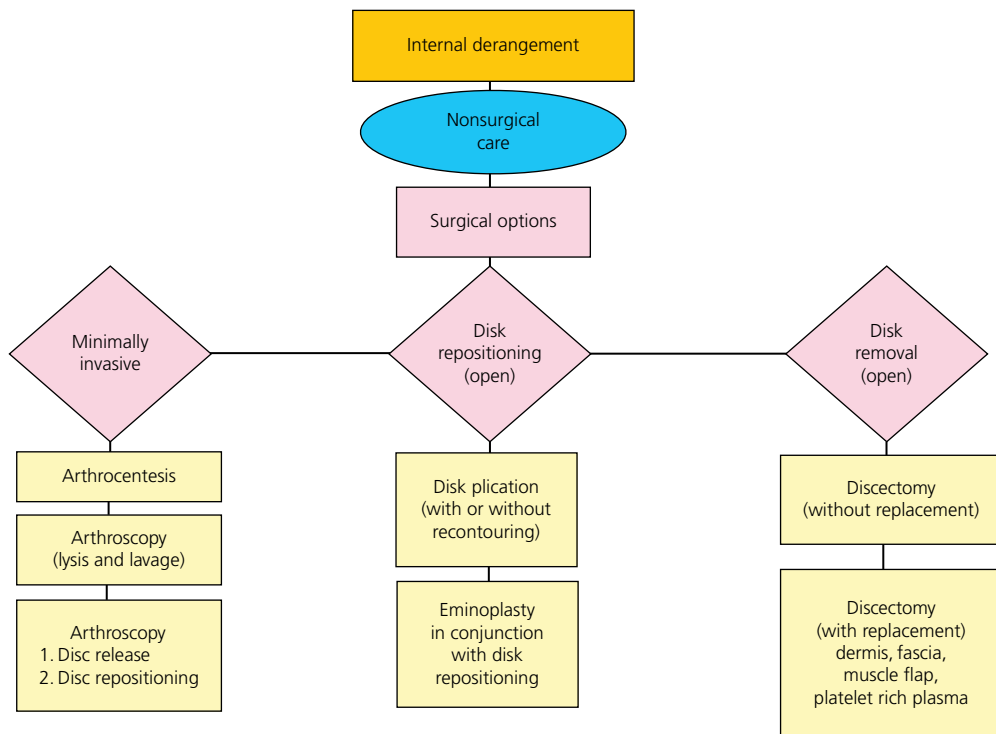 Internal derangement
Nonsurgical
care
Surgical options
Minimally
invasive
Disk
repositioning
(open)
Disk
removal
(open)
Arthrocentesis
Arthroscopy
(lysis and lavage)
Arthroscopy
1. Disc release
2. Disc repositioning
Disk plication
(with or without
recontouring)
Eminoplasty
in conjunction
with disk
repositioning
Discectomy
(without replacement)
Discectomy
(with replacement)
dermis, fascia,
muscle flap,
platelet rich plasma